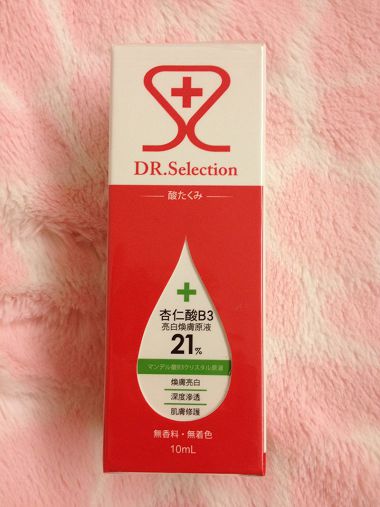 DR.Selection
酸たくみ
杏仁酸B3
亮白煥膚原液
21%
マンデル酸B3クリスタル原液
煥膚亮白
深度滲透
肌膚修護
無香料・無着色
10mL